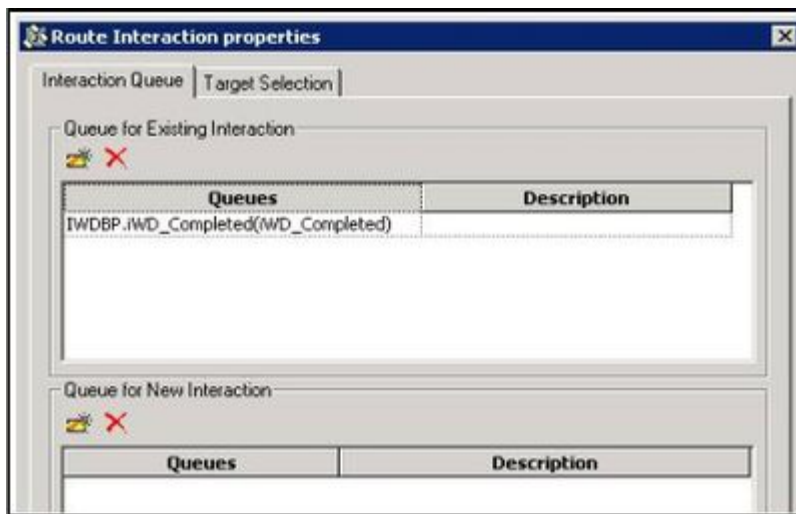 Route Interaction properties
Interaction Queue Target Selection
Queue for Existing Interaction
Queues Description
IWDBP.iWD_Completed(iWD_Completed)
Queue for New Interaction
Queues Description